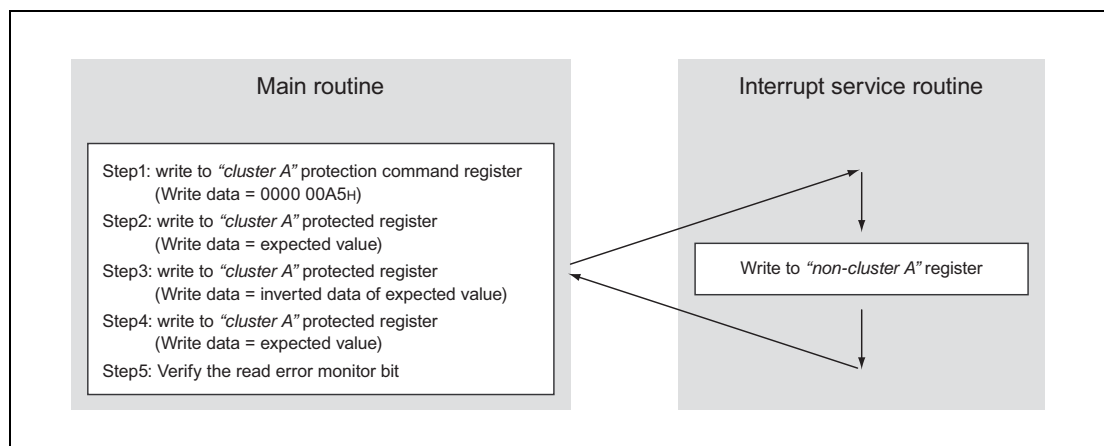 Main routine
Step1: write to "cluster A" protection command register
(Write data = 0000 00A5H)
Step2: write to "cluster A" protected register
(Write data = expected value)
Step3: write to "cluster A" protected register
(Write data = inverted data of expected value)
Step4: write to "cluster A" protected register
(Write data = expected value)
Step5: Verify the read error monitor bit
Interrupt service routine
Write to "non-cluster A" register